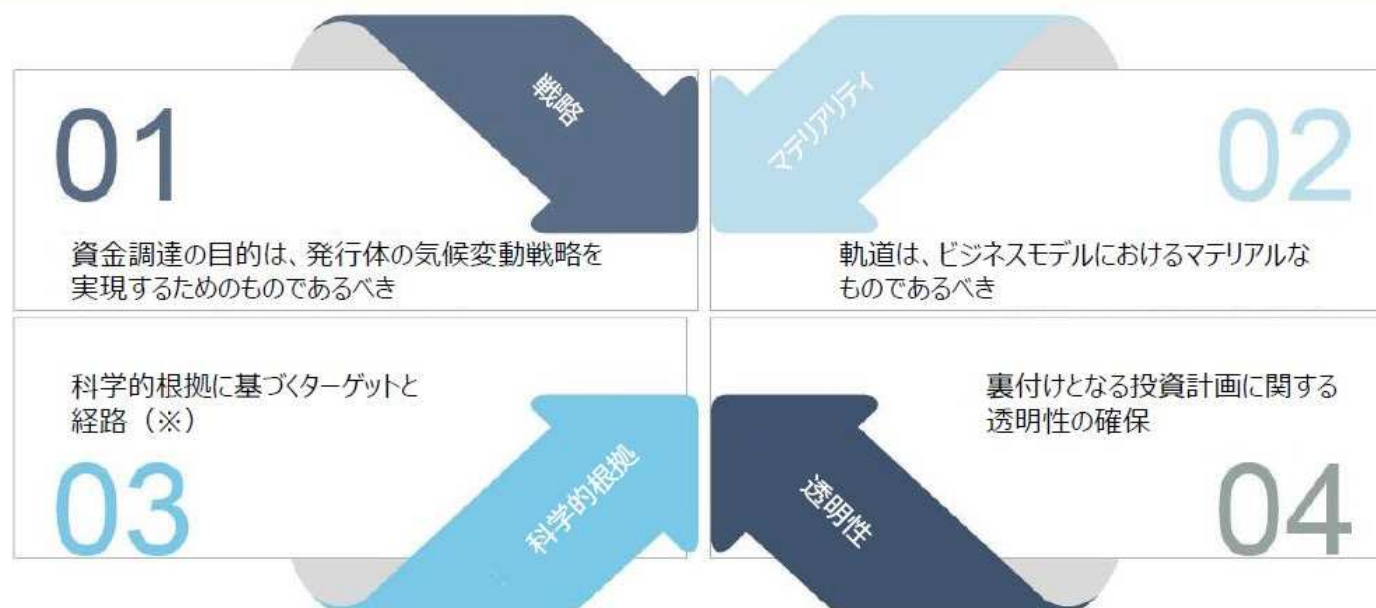 戦略
01
資金調達の目的は、発行体の気候変動戦略を
実現するためのものであるべき
マテリアリティ
02
軌道は、ビジネスモデルにおけるマテリアルな
ものであるべき
科学的根拠に基づくターゲットと
経路（※）
03
科学的根拠
裏付けとなる投資計画に関する
透明性の確保
透明性
04